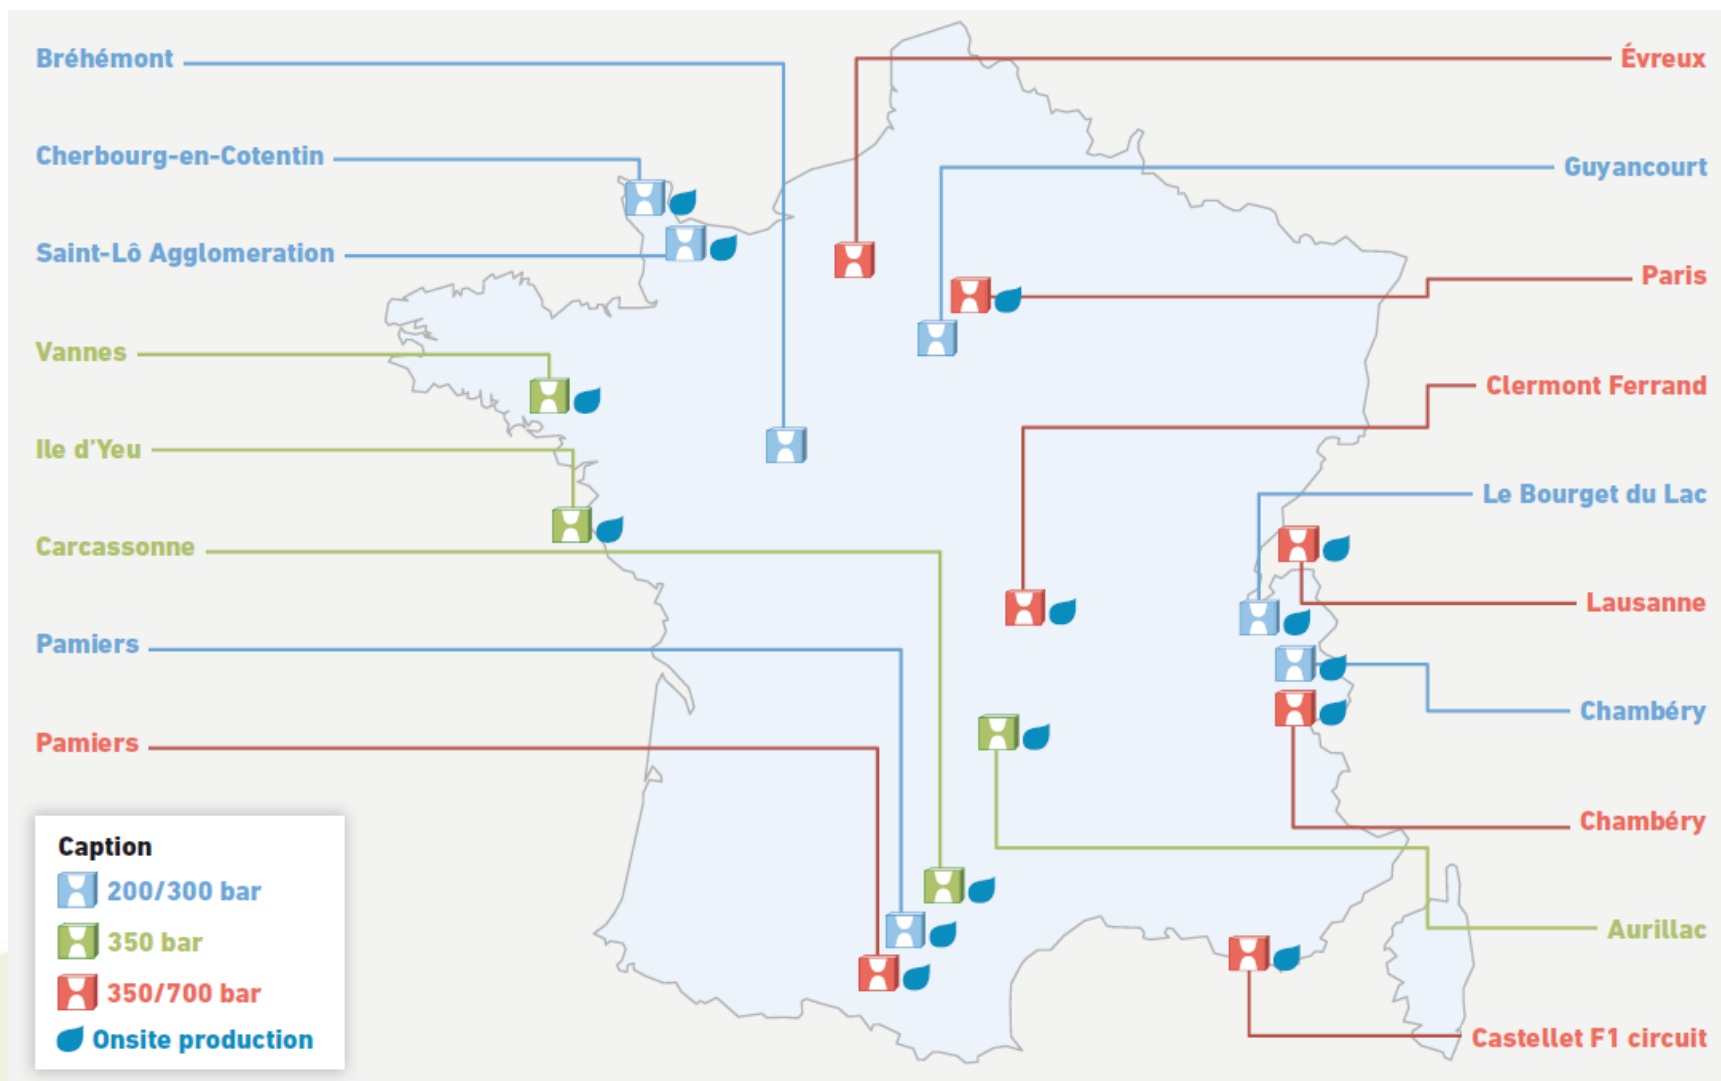 Bréhémont
Cherbourg-en-Cotentin
Saint-Lô Agglomeration
Vannes
Ile d'Yeu
Carcassonne
Pamiers
Pamiers
Évreux
Guyancourt
Paris
Clermont Ferrand
Le Bourget du Lac
Lausanne
Chambéry
Chambéry
Aurillac
Castellet F1 circuit
Caption
200/300 bar
350 bar
350/700 bar
Onsite production